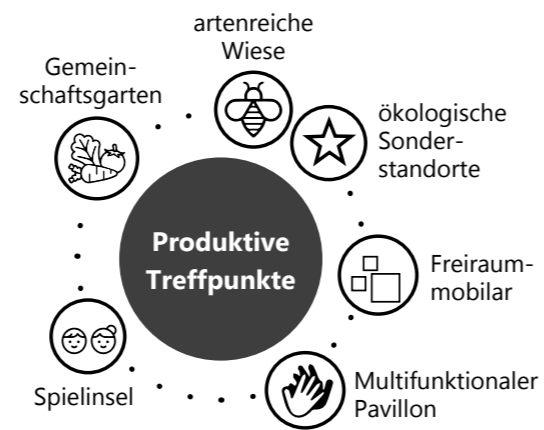 artenreiche
Wiese
Gemein-
schaftsgarten
ökologische
Sonder-
standorte
Produktive
Treffpunkte
Freiraum-
mobilar
Spielinsel
Multifunktionaler
Pavillon